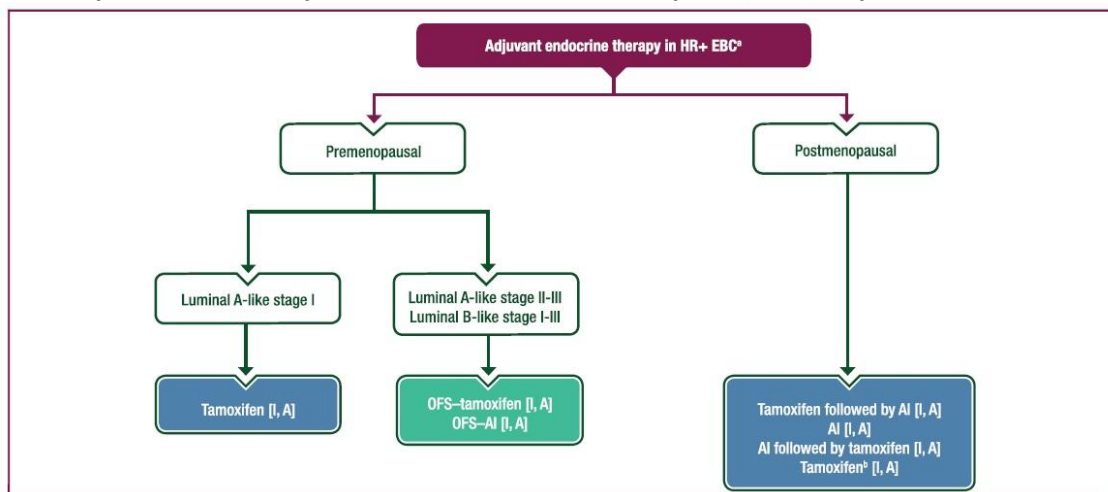 Adjuvant endocrine therapy in HR+ EBCᵃ
Premenopausal
Postmenopausal
Luminal A-like stage I
Luminal A-like stage II-III
Luminal B-like stage I-III
Tamoxifen [I, A]
OFS–tamoxifen [I, A]
OFS–AI [I, A]
Tamoxifen followed by AI [I, A]
AI [I, A]
AI followed by tamoxifen [I, A]
Tamoxifenᵇ [I, A]